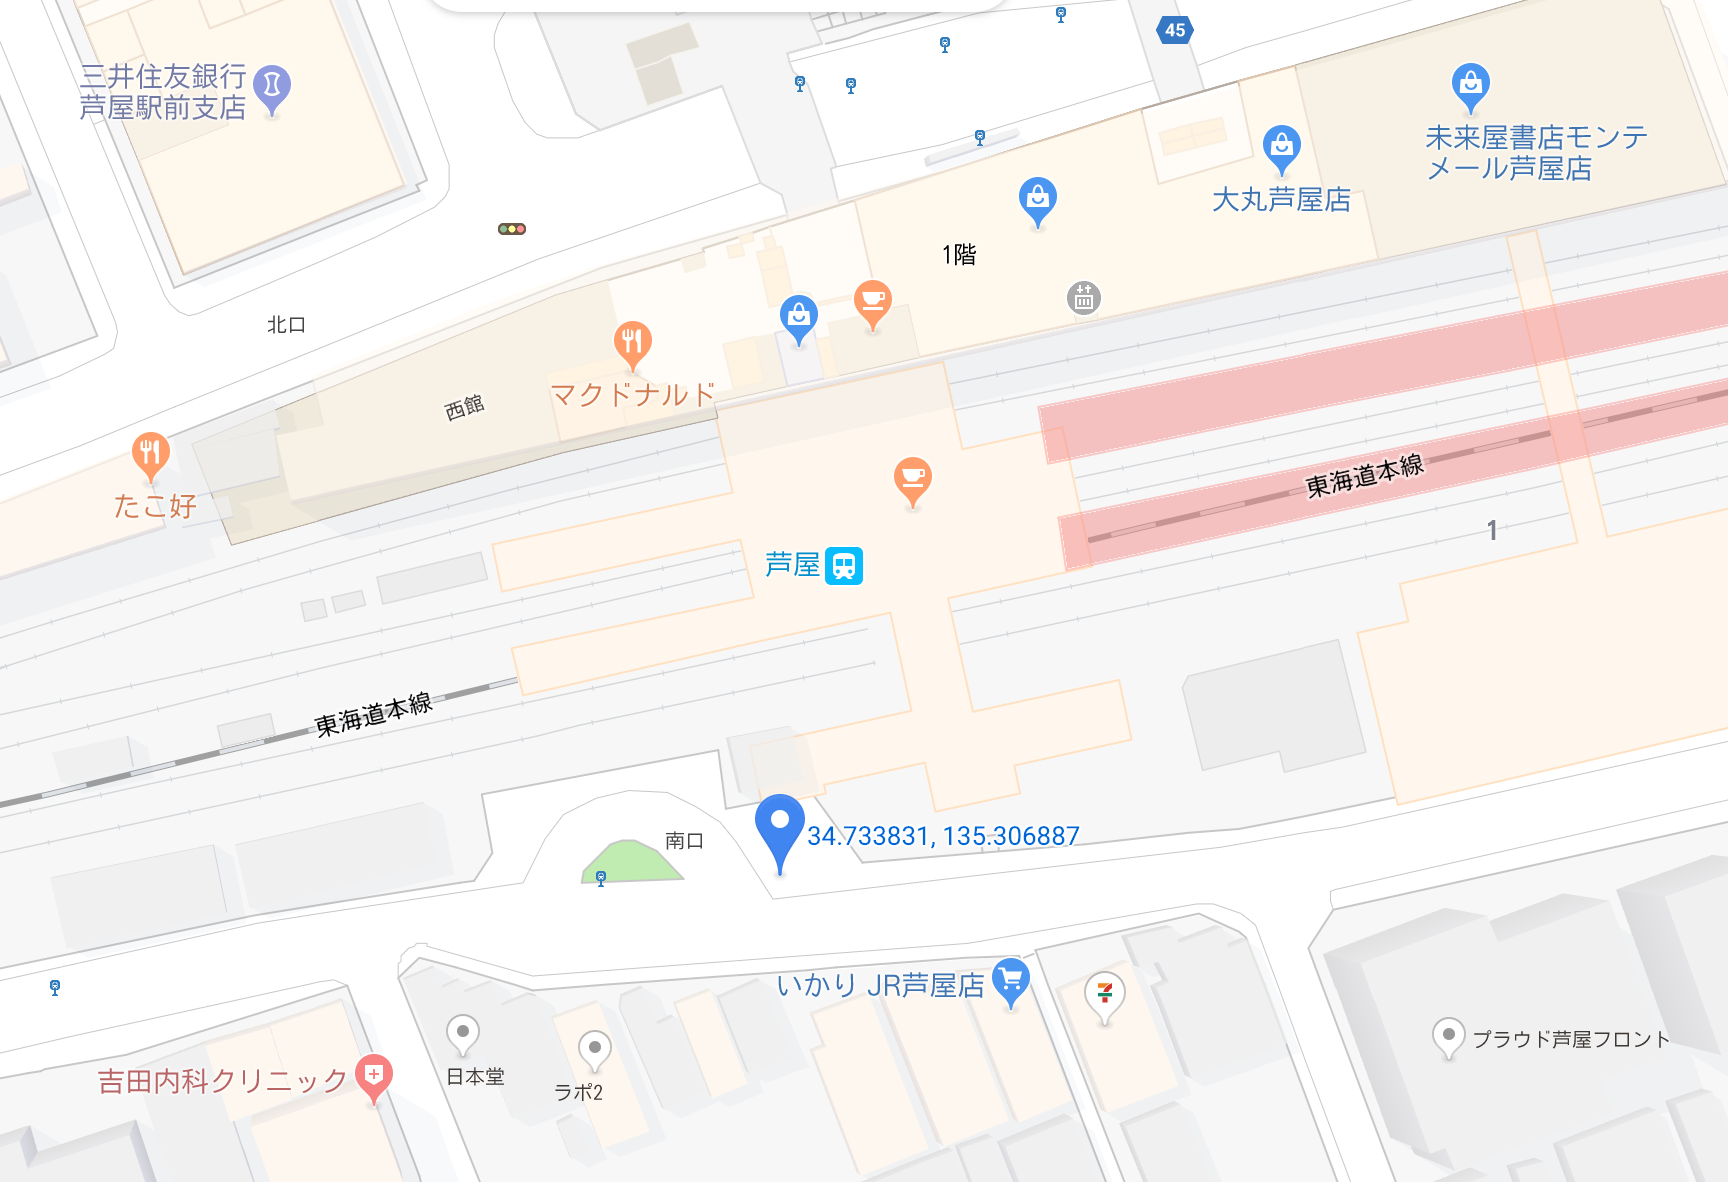 45
三井住友銀行
芦屋駅前支店
未来屋書店モンテ
メール芦屋店
大丸芦屋店
1階
北口
マクドナルド
西館
たこ好
東海道本線
1
芦屋
東海道本線
34.733831, 135.306887
南口
いかり JR芦屋店
7
プラウド芦屋フロント
日本堂
吉田内科クリニック
ラポ2